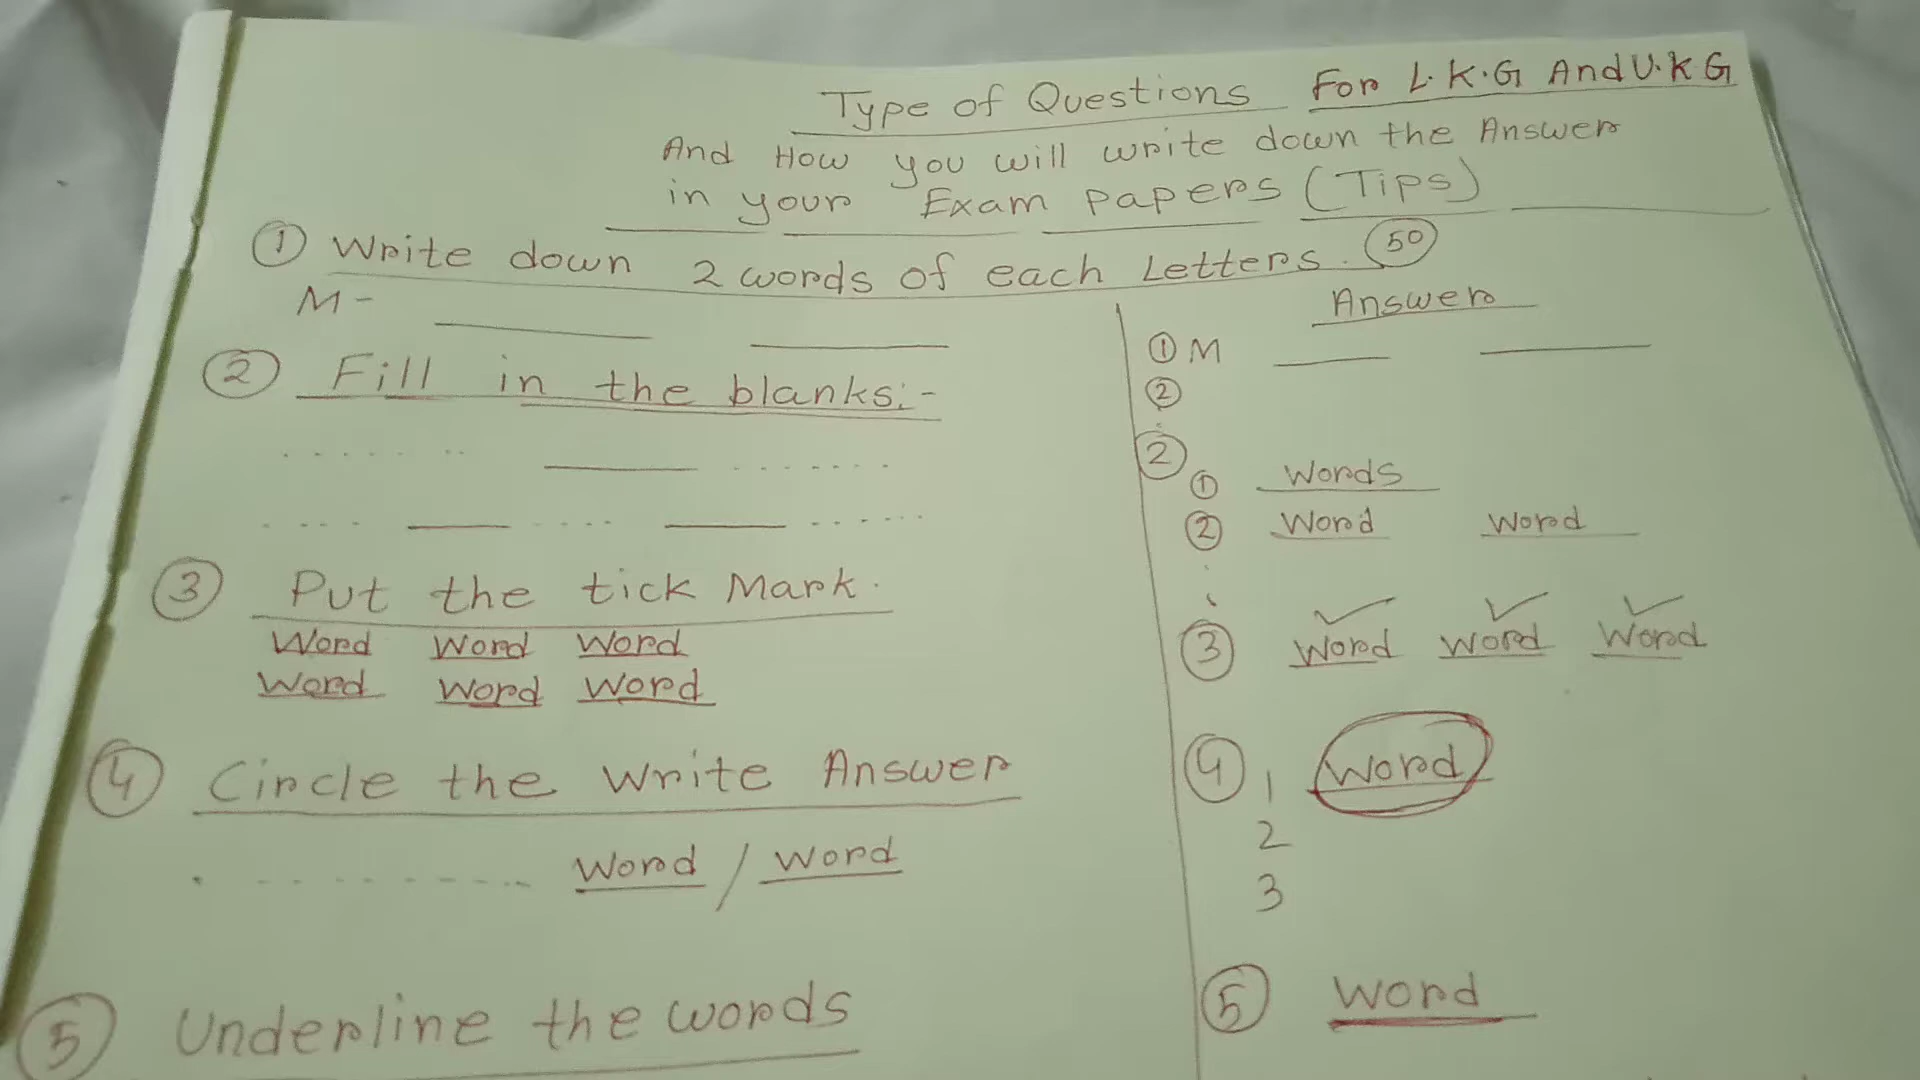 Type of Questions For L.K.G And U.K G
And How you will write down the Answer
in your Exam papers (Tips)
① Write down 2 words of each Letters. 50
M-
② Fill in the blanks:-
③ Put the tick Mark.
Word Word Word
Word Word Word
④ Circle the Write Answer
Word / Word
⑤ Underline the words
Answer
① M
②
②
① Words
② Word Word
③ Word Word Word
④ 1 Word
2
3
⑤ Word